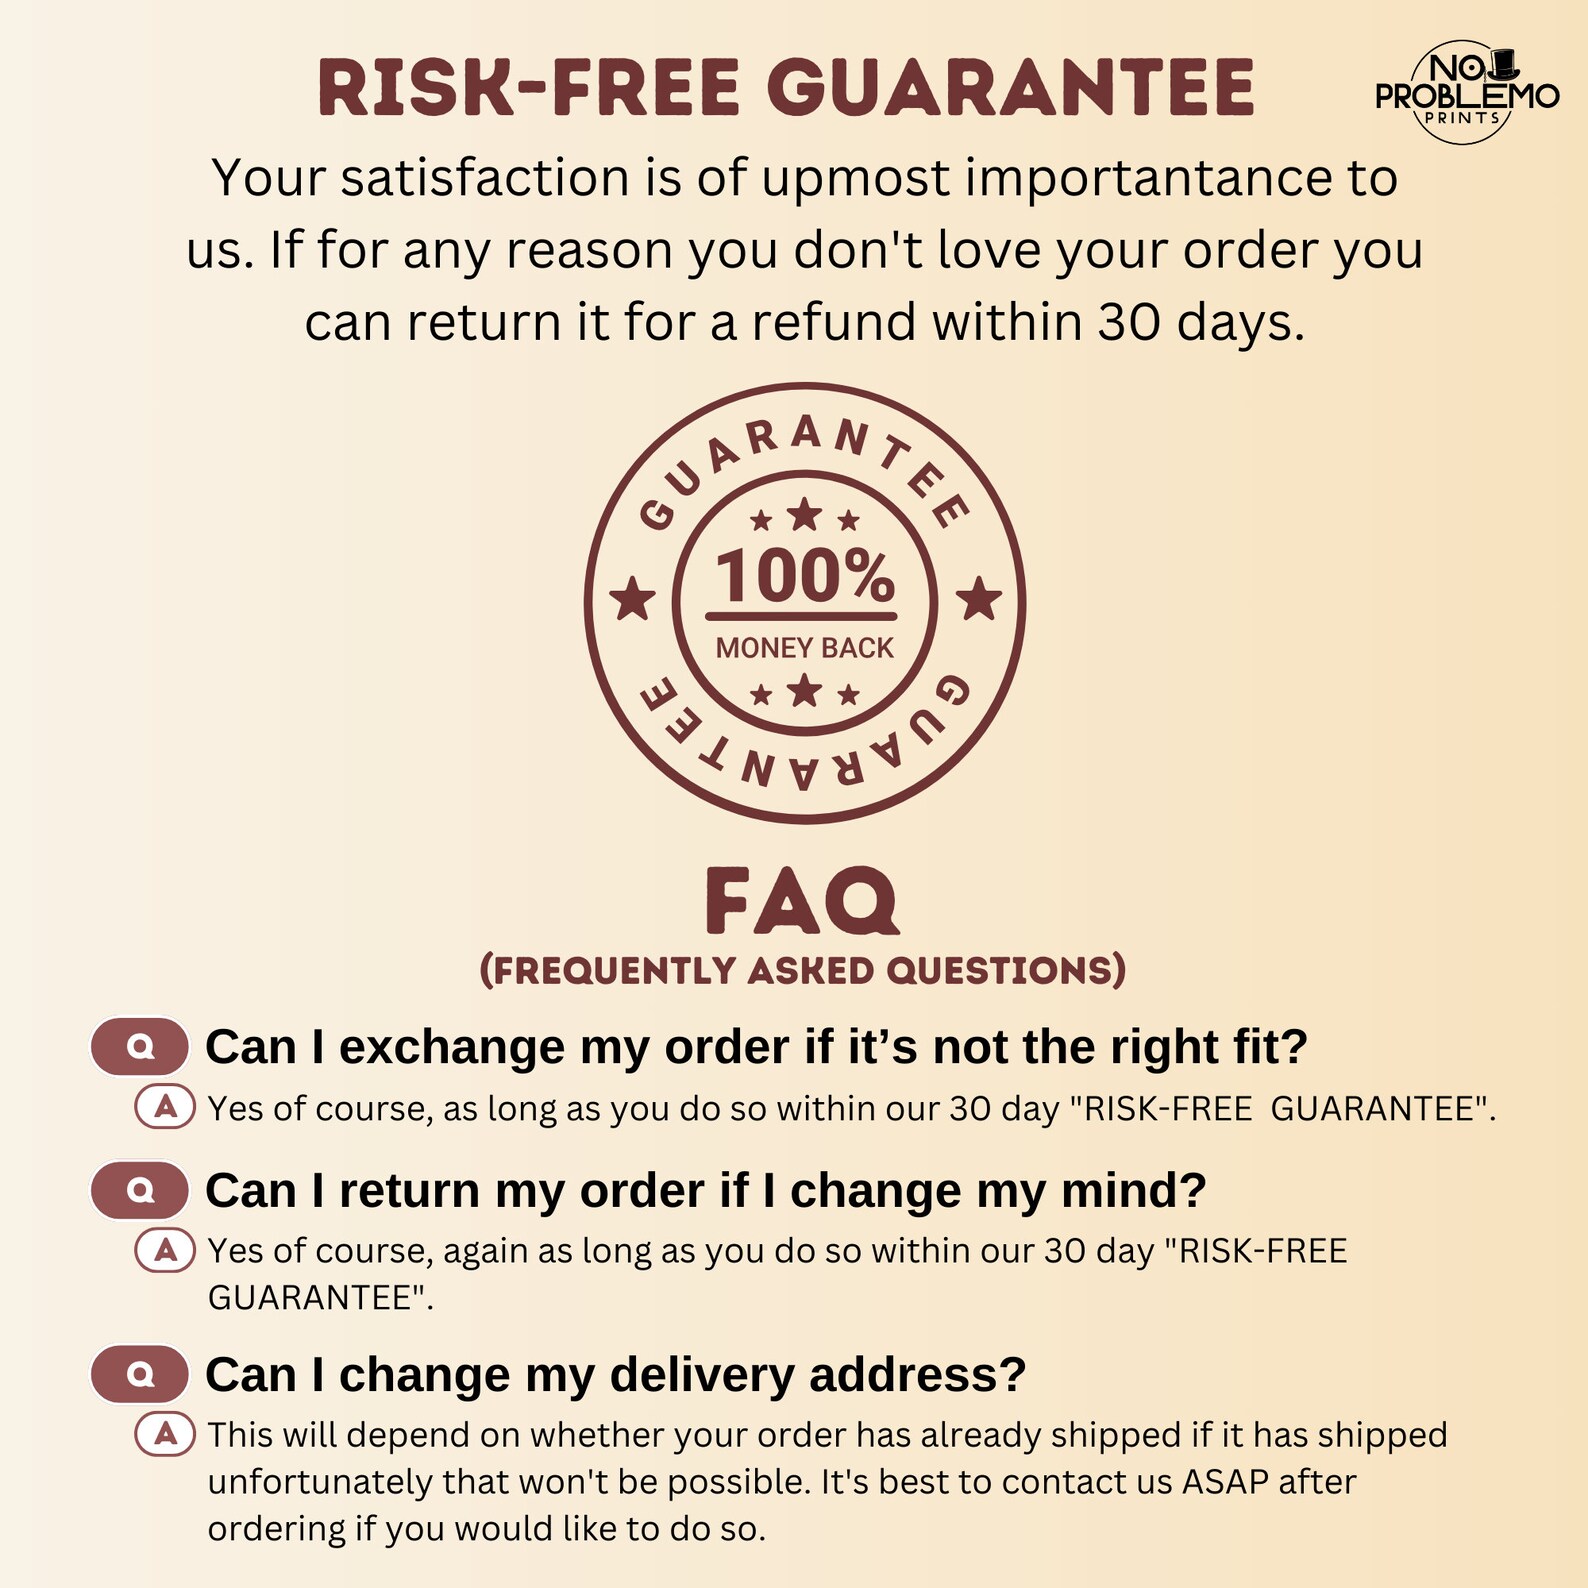 RISK-FREE GUARANTEE
NO
PROBLEMO
PRINTS
Your satisfaction is of upmost importantance to
us. If for any reason you don't love your order you
can return it for a refund within 30 days.
GUARANTEE
100%
MONEY BACK
GUARANTEE
FAQ
(FREQUENTLY ASKED QUESTIONS)
Q Can I exchange my order if it’s not the right fit?
A Yes of course, as long as you do so within our 30 day "RISK-FREE GUARANTEE".
Q Can I return my order if I change my mind?
A Yes of course, again as long as you do so within our 30 day "RISK-FREE
GUARANTEE".
Q Can I change my delivery address?
A This will depend on whether your order has already shipped if it has shipped
unfortunately that won't be possible. It's best to contact us ASAP after
ordering if you would like to do so.